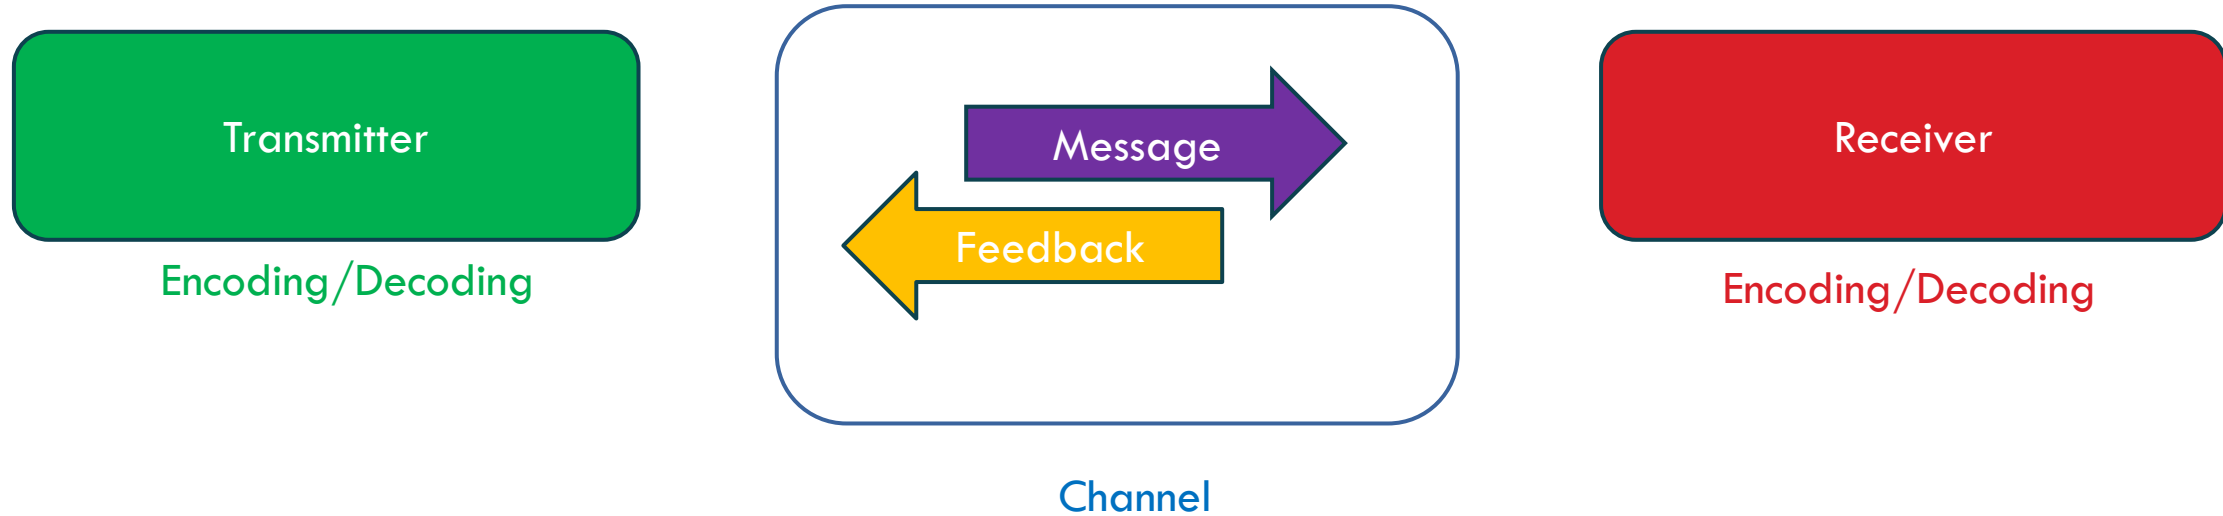 Transmitter
Message
Receiver
Feedback
Encoding/Decoding
Encoding/Decoding
Channel